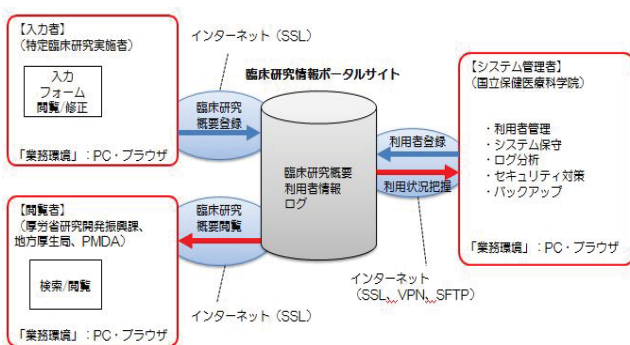 【入力者】
(特定臨床研究実施者)
入力
フォーム
閲覧/修正
「業務環境」：PC・ブラウザ
インターネット（SSL）
臨床研究
概要登録
臨床研究情報ポータルサイト
臨床研究概要
利用者情報
ログ
【システム管理者】
(国立保健医療科学院)
・利用者管理
・システム保守
・ログ分析
・セキュリティ対策
・バックアップ
「業務環境」：PC・ブラウザ
利用者登録
利用状況把握
【閲覧者】
(厚労省研究開発振興課、
地方厚生局、PMDA)
検索/閲覧
「業務環境」：PC・ブラウザ
臨床研究
概要閲覧
インターネット（SSL）
インターネット
（SSL、VPN、SFTP）